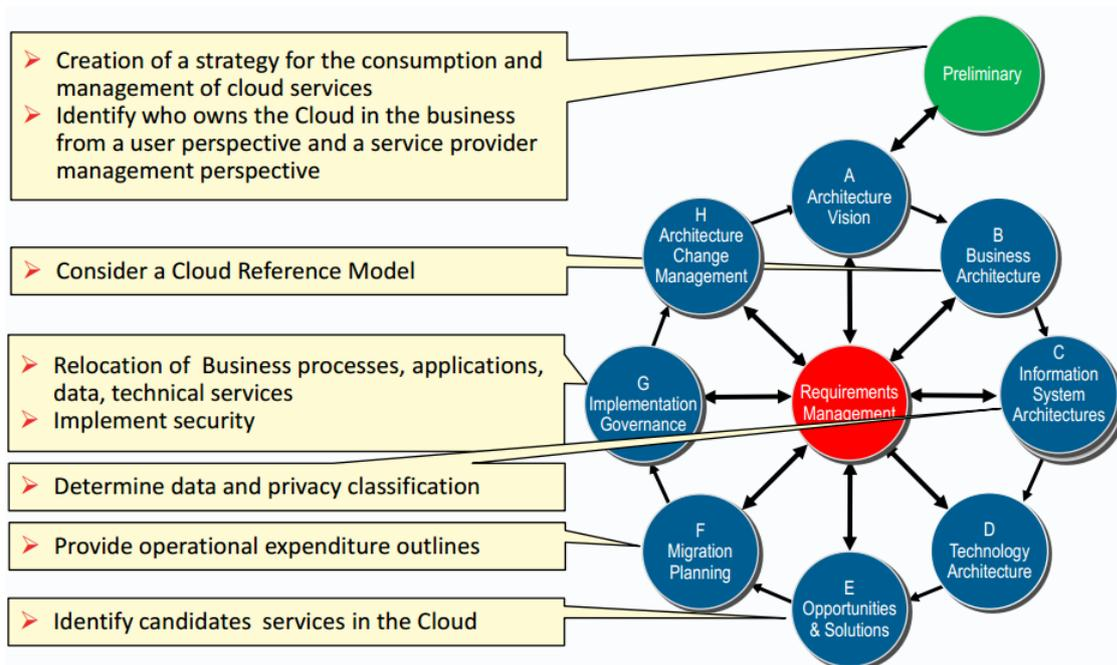 Creation of a strategy for the consumption and
management of cloud services
Identify who owns the Cloud in the business
from a user perspective and a service provider
management perspective
Consider a Cloud Reference Model
Relocation of Business processes, applications,
data, technical services
Implement security
Determine data and privacy classification
Provide operational expenditure outlines
Identify candidates services in the Cloud
Preliminary
A
Architecture
Vision
B
Business
Architecture
C
Information
System
Architectures
D
Technology
Architecture
E
Opportunities
& Solutions
F
Migration
Planning
G
Implementation
Governance
H
Architecture
Change
Management
Requirements
Management